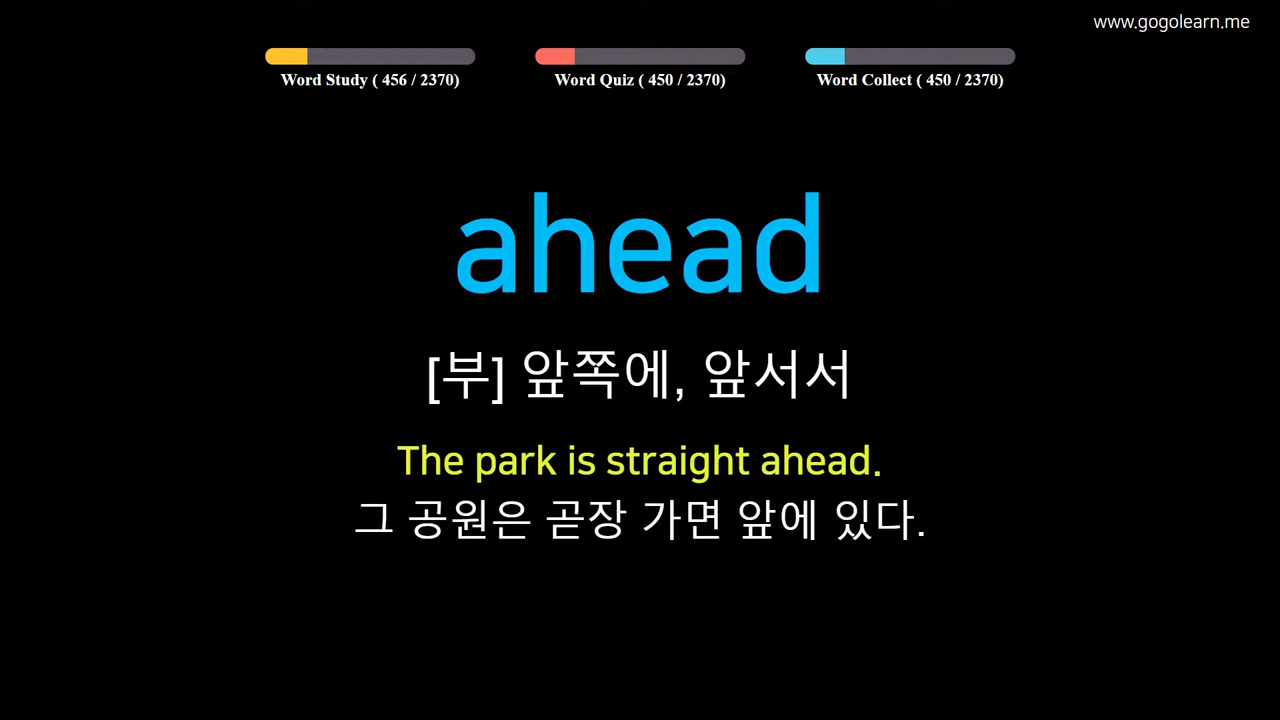 www.gogolearn.me
Word Study ( 456 / 2370)
Word Quiz ( 450 / 2370)
Word Collect ( 450 / 2370)
ahead
[부] 앞쪽에, 앞서서
The park is straight ahead.
그 공원은 곧장 가면 앞에 있다.